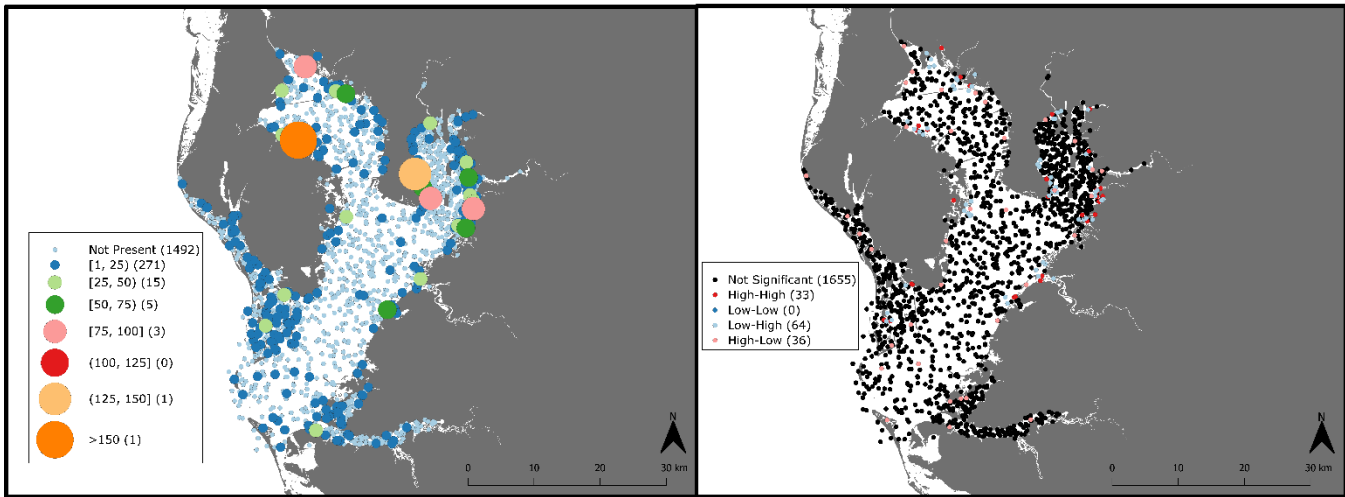 Not Present (1492)
[1, 25) (271)
[25, 50) (15)
[50, 75) (5)
[75, 100] (3)
(100, 125] (0)
(125, 150] (1)
>150 (1)
N
0 10 20 30 km
Not Significant (1655)
High-High (33)
Low-Low (0)
Low-High (64)
High-Low (36)
N
0 10 20 30 km